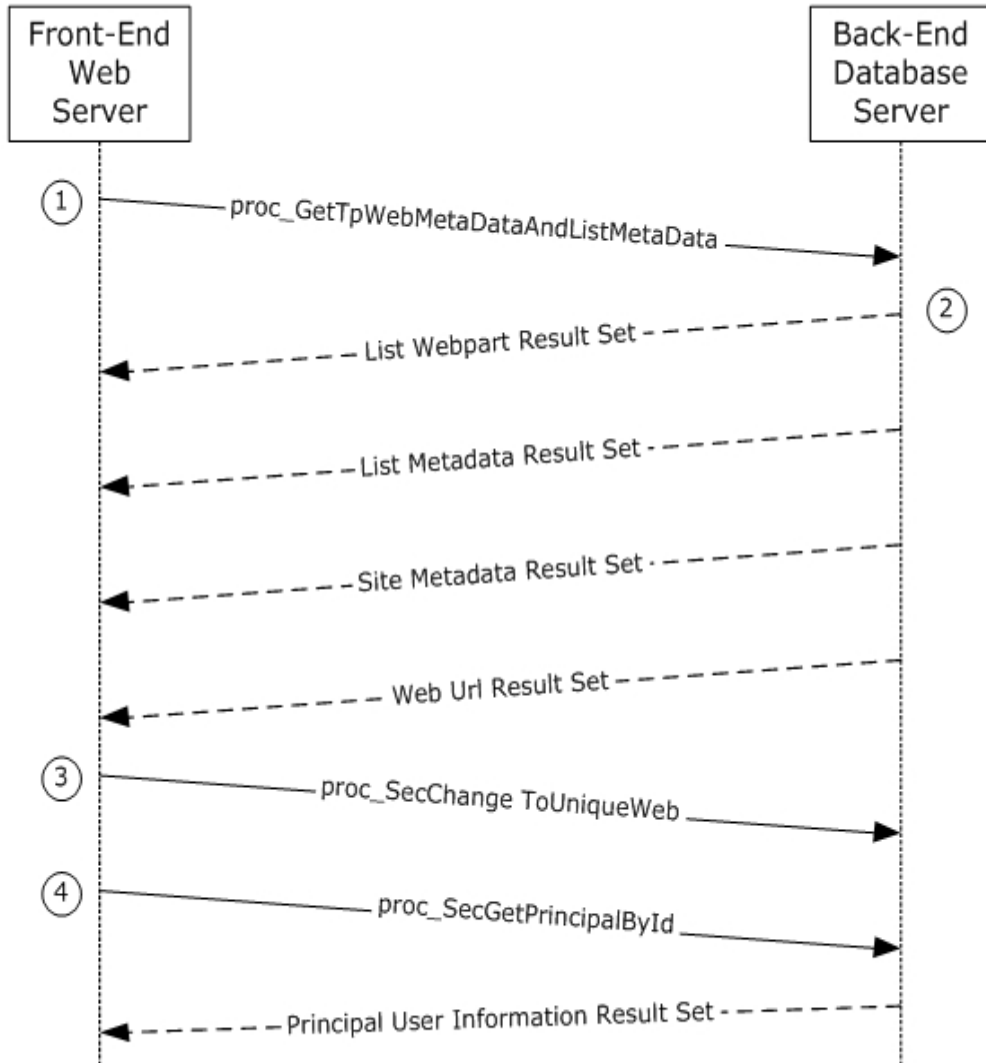 Front-End
Web
Server
Back-End
Database
Server
1
proc_GetTpWebMetaDataAndListMetaData
2
List Webpart Result Set
List Metadata Result Set
Site Metadata Result Set
Web Url Result Set
3
proc_SecChange ToUniqueWeb
4
proc_SecGetPrincipalById
Principal User Information Result Set